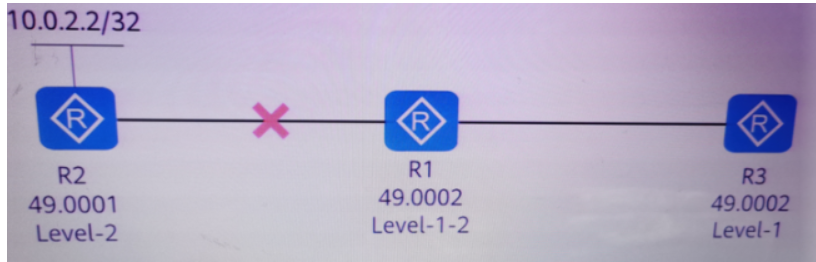 10.0.2.2/32
R
R2
49.0001
Level-2
R
R1
49.0002
Level-1-2
R
R3
49.0002
Level-1